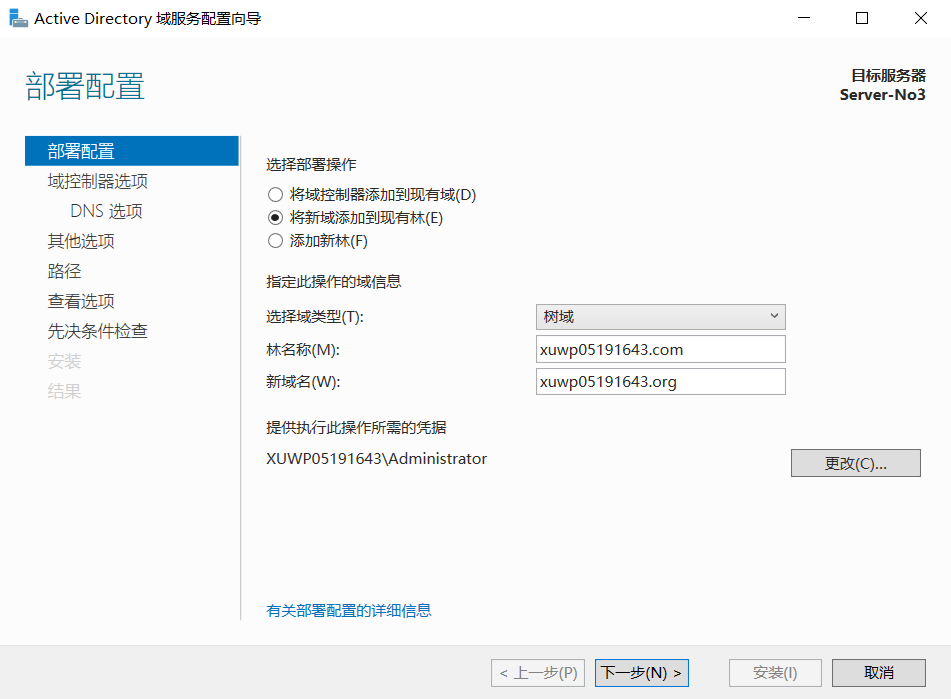 Active Directory 域服务配置向导
部署配置
目标服务器
Server-No3
部署配置
域控制器选项
DNS 选项
其他选项
路径
查看选项
先决条件检查
安装
结果
选择部署操作
将域控制器添加到现有域(D)
将新域添加到现有林(E)
添加新林(F)
指定此操作的域信息
选择域类型(T): 树域
林名称(M): xuwp05191643.com
新域名(W): xuwp05191643.org
提供执行此操作所需的凭据
XUWP05191643\Administrator 更改(C)...
有关部署配置的详细信息
< 上一步(P) 下一步(N) > 安装(I) 取消